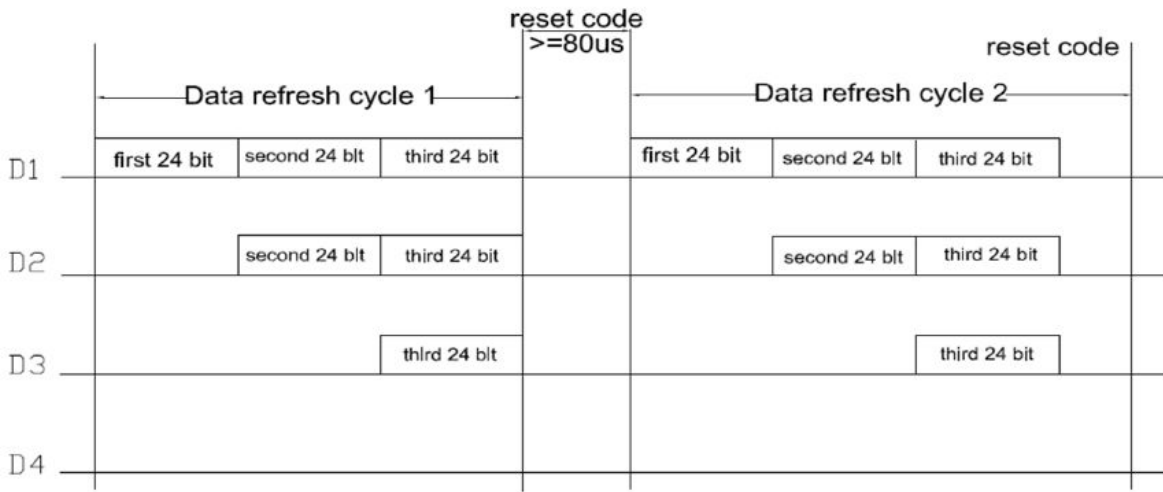 reset code
>=80us
reset code
Data refresh cycle 1
Data refresh cycle 2
D1 first 24 bit second 24 blt third 24 bit first 24 bit second 24 blt third 24 bit
D2 second 24 blt third 24 bit second 24 blt third 24 bit
D3 thlrd 24 blt third 24 bit
D4